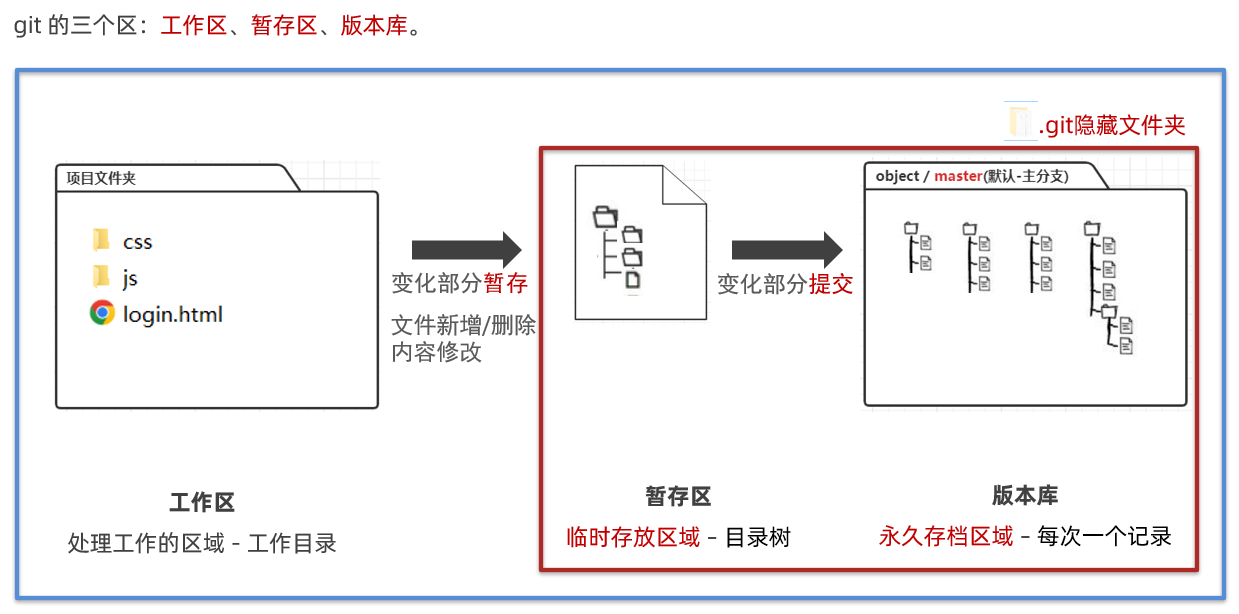 git 的三个区：工作区、暂存区、版本库。
.git隐藏文件夹
项目文件夹
css
js
login.html
变化部分暂存
文件新增/删除
内容修改
变化部分提交
object / master(默认-主分支)
工作区
处理工作的区域 - 工作目录
暂存区
临时存放区域 - 目录树
版本库
永久存档区域 - 每次一个记录